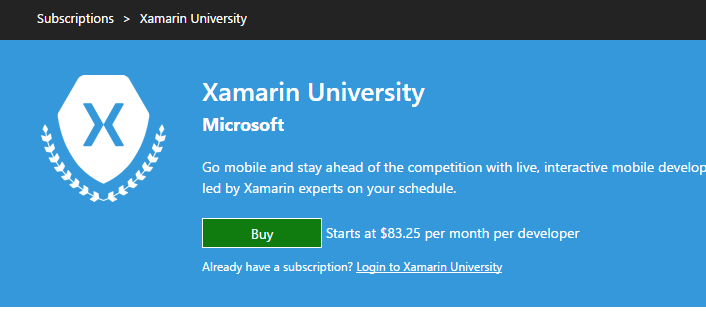 Subscriptions > Xamarin University
X
Xamarin University
Microsoft
Go mobile and stay ahead of the competition with live, interactive mobile develop
led by Xamarin experts on your schedule.
Buy Starts at $83.25 per month per developer
Already have a subscription? Login to Xamarin University